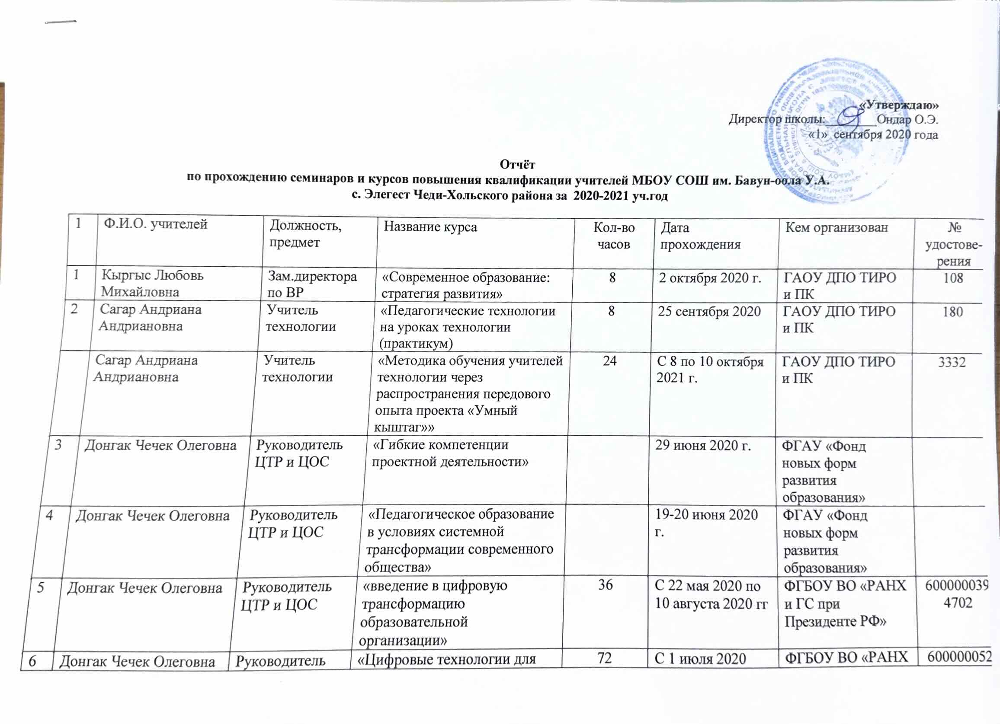 «Утверждаю»
Директор школы:________Ондар О.Э.
«1» сентября 2020 года
Отчёт
по прохождению семинаров и курсов повышения квалификации учителей МБОУ СОШ им. Бавун-оола У.А.
с. Элегест Чеди-Хольского района за 2020-2021 уч.год
1
Ф.И.О. учителей
Должность,
предмет
Название курса
Кол-во
часов
Дата
прохождения
Кем организован
№
удостове-
рения
1
Кыргыс Любовь
Михайловна
Зам.директора
по ВР
«Современное образование:
стратегия развития»
8
2 октября 2020 г.
ГАОУ ДПО ТИРО
и ПК
108
2
Сагар Андриана
Андриановна
Учитель
технологии
«Педагогические технологии
на уроках технологии
(практикум)
8
25 сентября 2020
ГАОУ ДПО ТИРО
и ПК
180
Сагар Андриана
Андриановна
Учитель
технологии
«Методика обучения учителей
технологии через
распространения передового
опыта проекта «Умный
кыштаг»»
24
С 8 по 10 октября
2021 г.
ГАОУ ДПО ТИРО
и ПК
3332
3
Донгак Чечек Олеговна
Руководитель
ЦТР и ЦОС
«Гибкие компетенции
проектной деятельности»
29 июня 2020 г.
ФГАУ «Фонд
новых форм
развития
образования»
4
Донгак Чечек Олеговна
Руководитель
ЦТР и ЦОС
«Педагогическое образование
в условиях системной
трансформации современного
общества»
19-20 июня 2020
г.
ФГАУ «Фонд
новых форм
развития
образования»
5
Донгак Чечек Олеговна
Руководитель
ЦТР и ЦОС
«введение в цифровую
трансформацию
образовательной
организации»
36
С 22 мая 2020 по
10 августа 2020 гг
ФГБОУ ВО «РАНХ
и ГС при
Президенте РФ»
600000039
4702
6
Донгак Чечек Олеговна
Руководитель
«Цифровые технологии для
72
С 1 июля 2020
ФГБОУ ВО «РАНХ
600000052